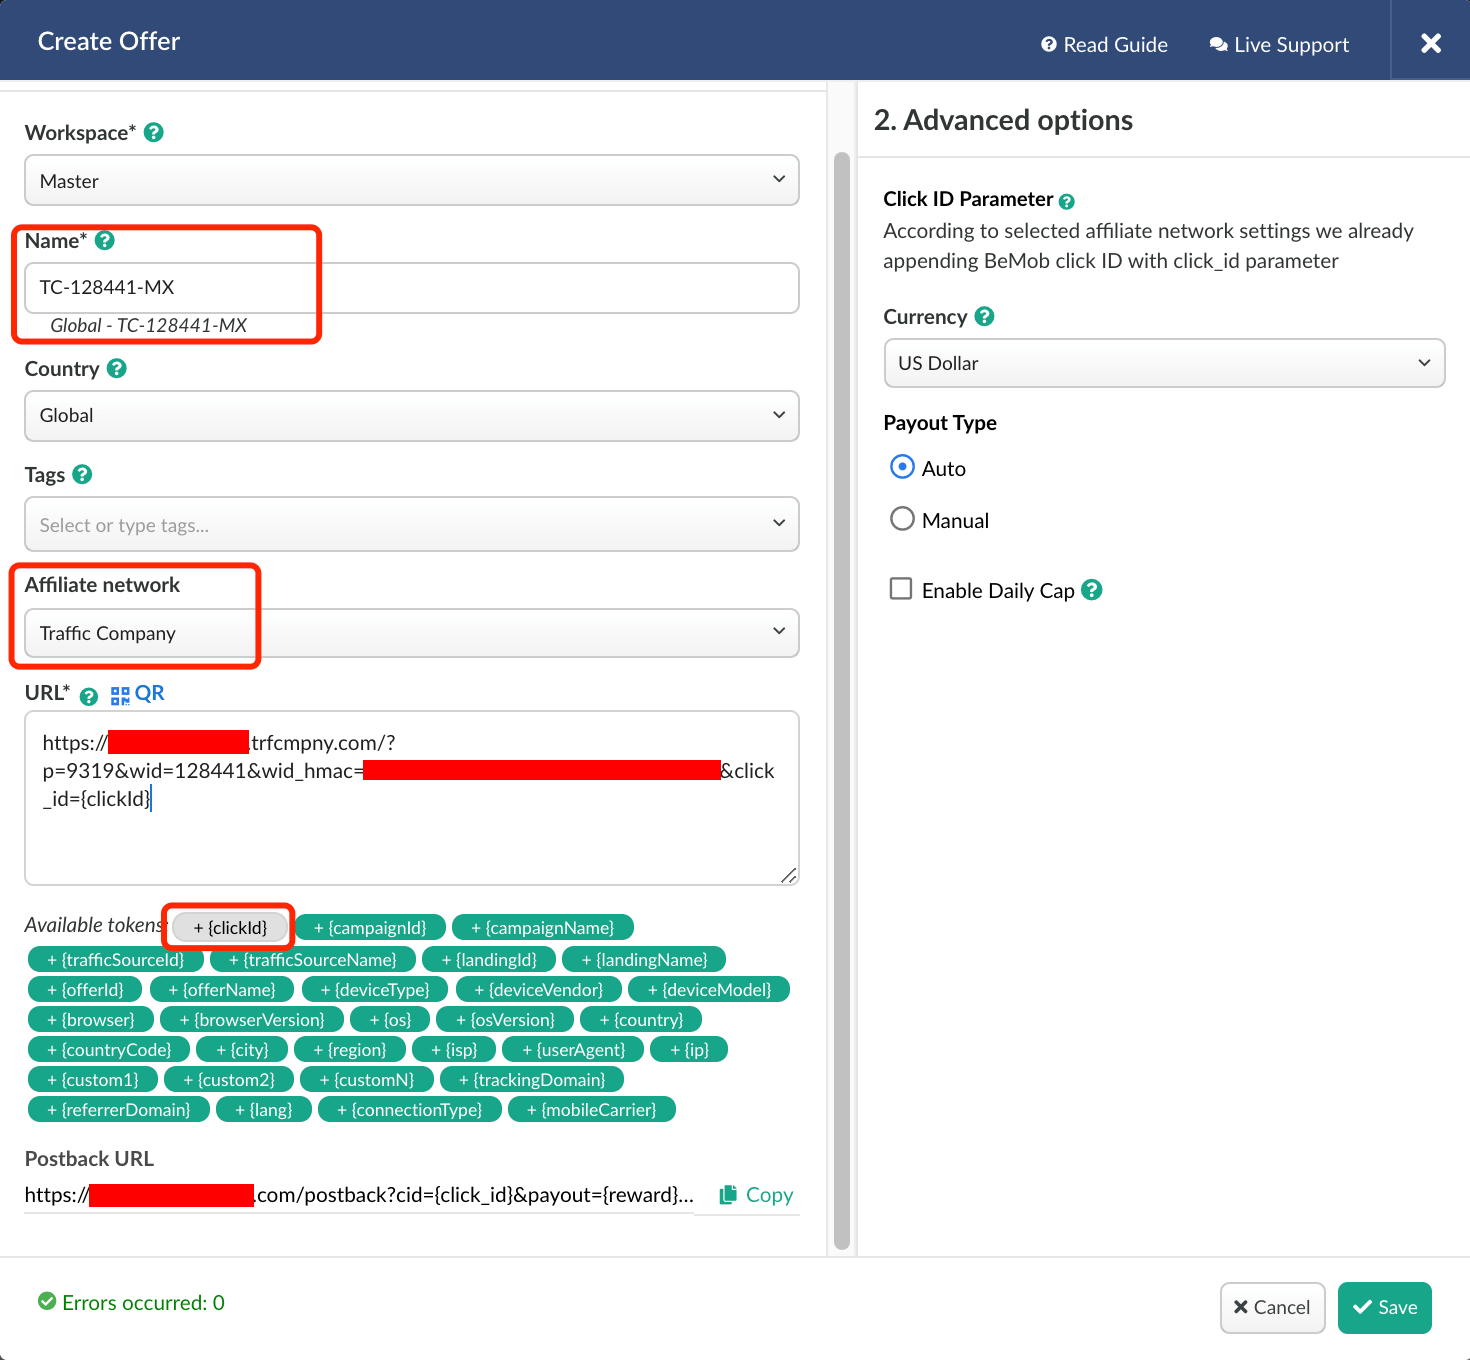 Create Offer
Read Guide
Live Support
Workspace*
Master
Name*
TC-128441-MX
Global - TC-128441-MX
Country
Global
Tags
Select or type tags...
Affiliate network
Traffic Company
URL* QR
https:// .trfcmpny.com/?
p=9319&wid=128441&wid_hmac= &click
_id={clickId}
Available tokens: + {clickId} + {campaignId} + {campaignName}
+ {trafficSourceId} + {trafficSourceName} + {landingId} + {landingName}
+ {offerId} + {offerName} + {deviceType} + {deviceVendor} + {deviceModel}
+ {browser} + {browserVersion} + {os} + {osVersion} + {country}
+ {countryCode} + {city} + {region} + {isp} + {userAgent} + {ip}
+ {custom1} + {custom2} + {customN} + {trackingDomain}
+ {referrerDomain} + {lang} + {connectionType} + {mobileCarrier}
Postback URL
https:// .com/postback?cid={click_id}&payout={reward}... Copy
2. Advanced options
Click ID Parameter
According to selected affiliate network settings we already
appending BeMob click ID with click_id parameter
Currency
US Dollar
Payout Type
Auto
Manual
Enable Daily Cap
Errors occurred: 0
Cancel
Save